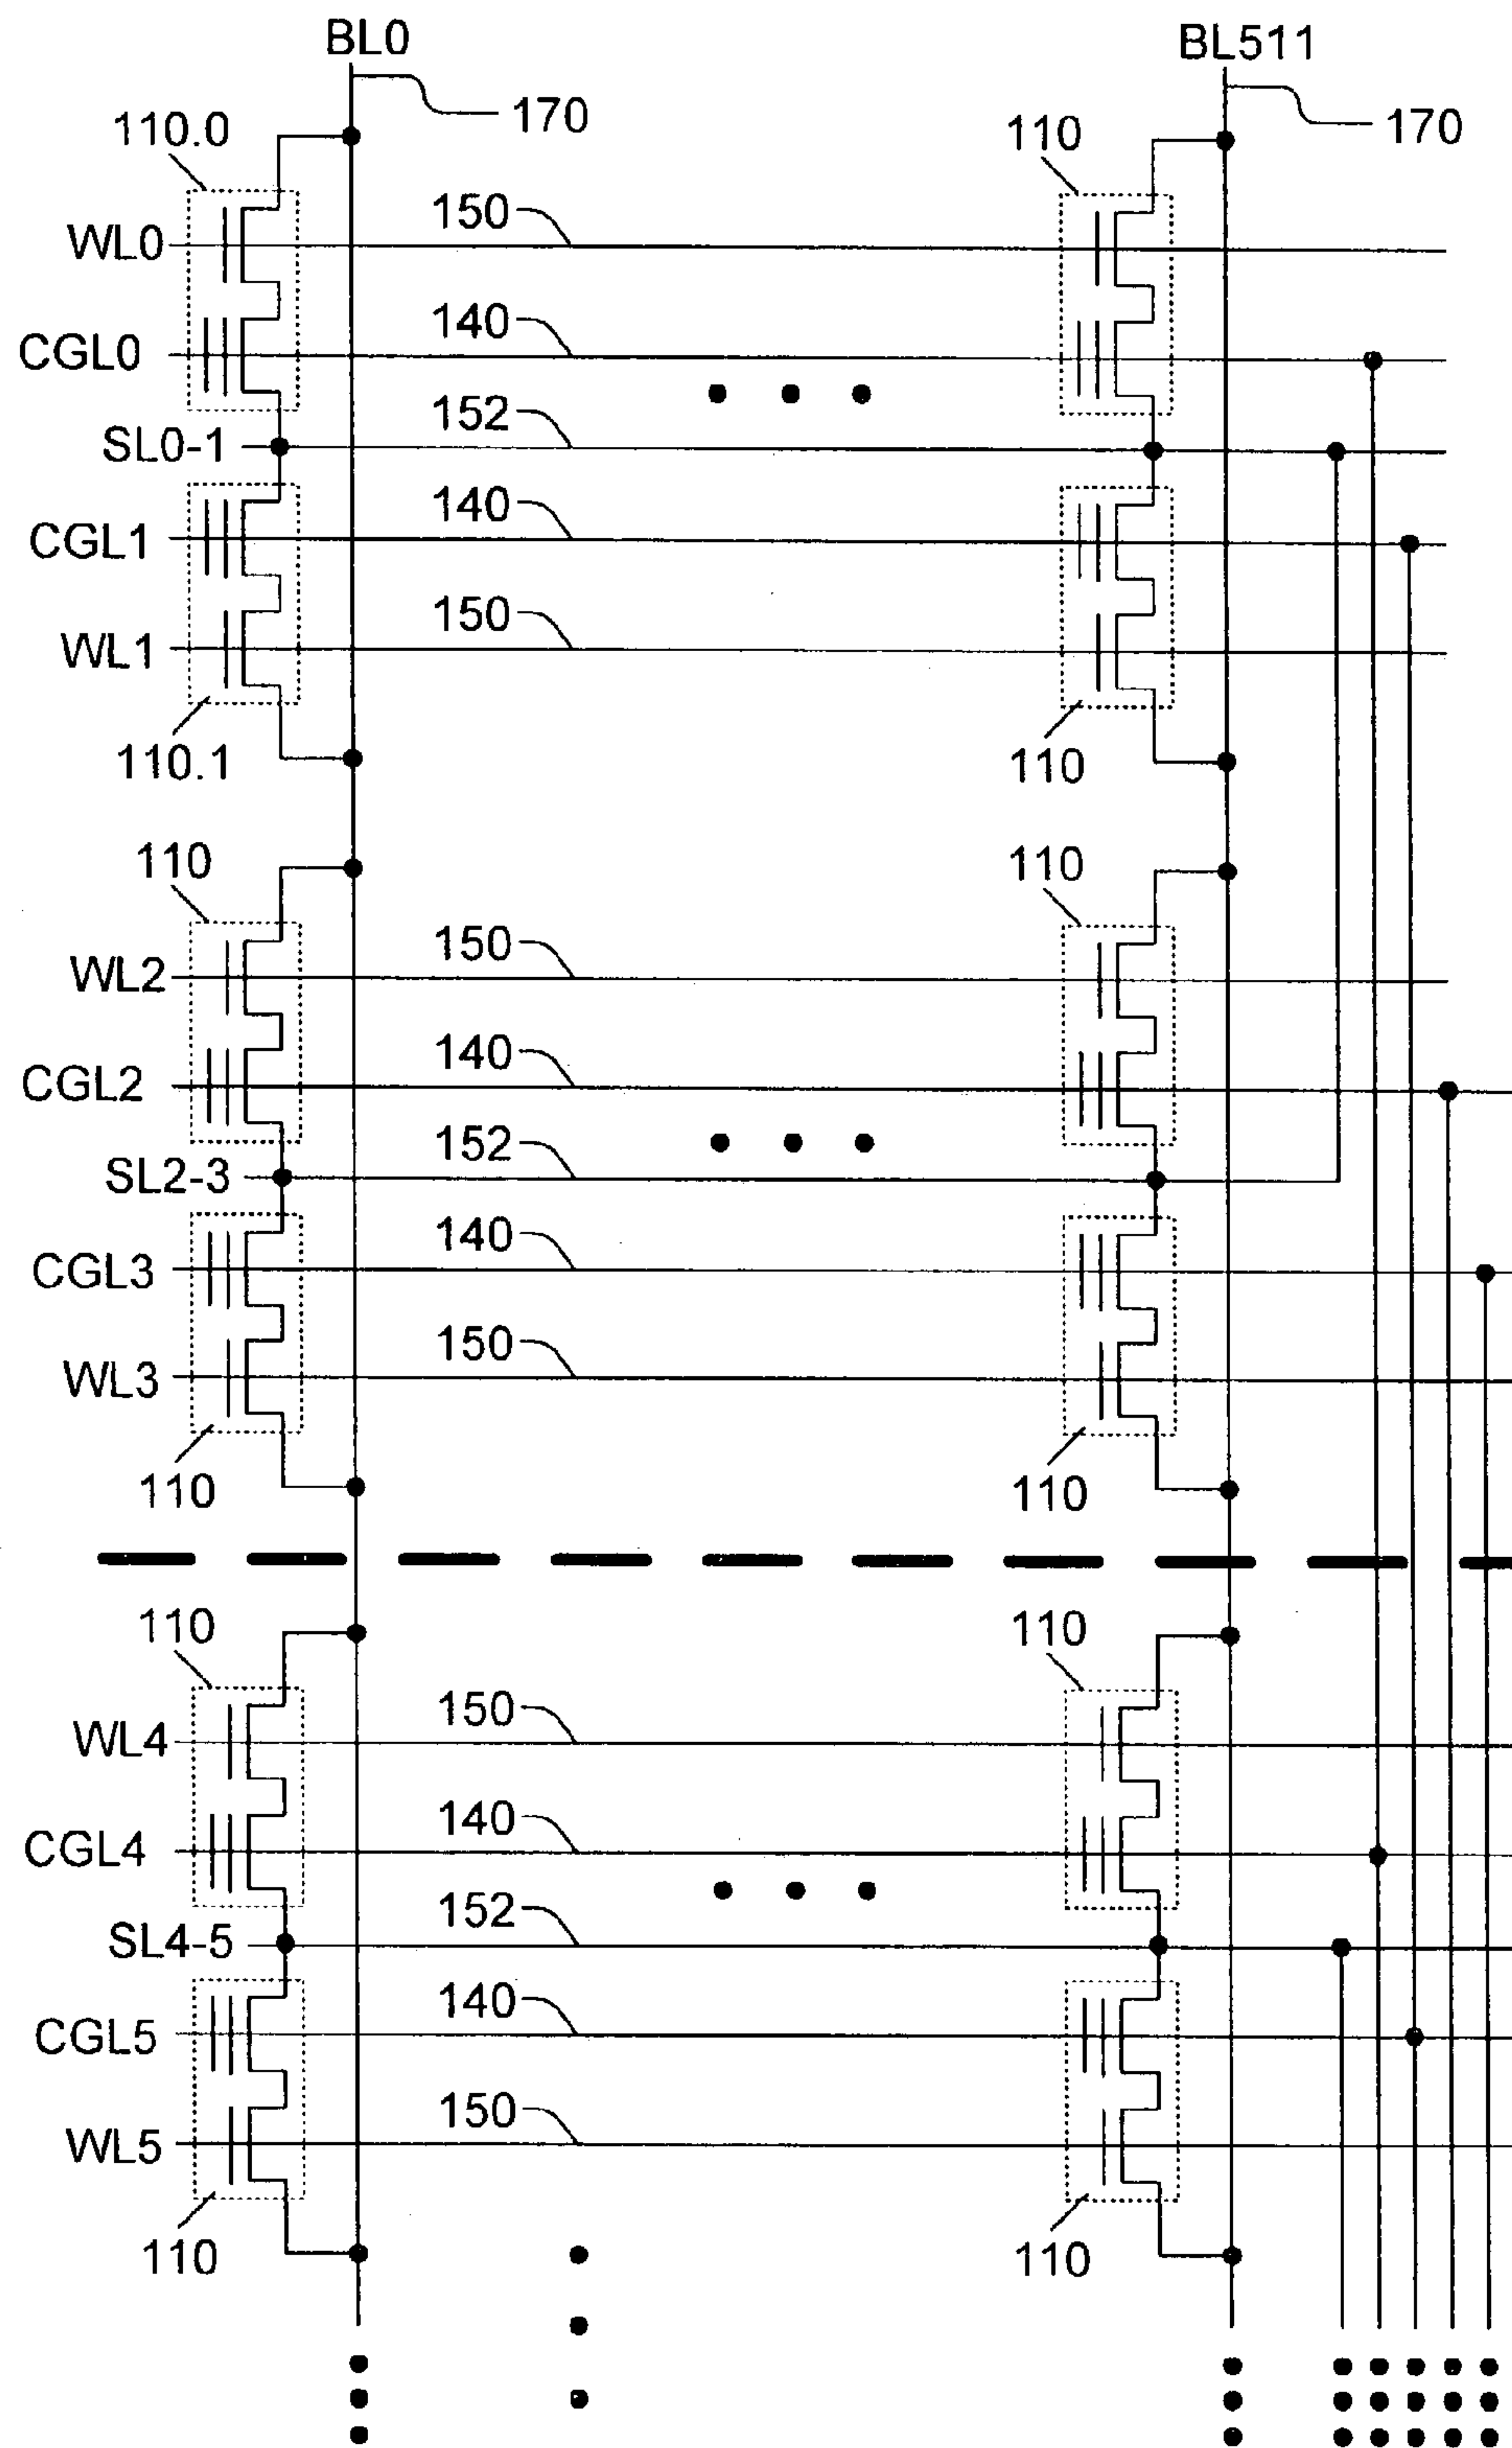 BL0 BL511
170 170
110.0 110
WL0 150
CGL0 140
SL0-1 152
CGL1 140
WL1 150
110.1 110
110 110
WL2 150
CGL2 140
SL2-3 152
CGL3 140
WL3 150
110 110
110 110
WL4 150
CGL4 140
SL4-5 152
CGL5 140
WL5 150
110 110